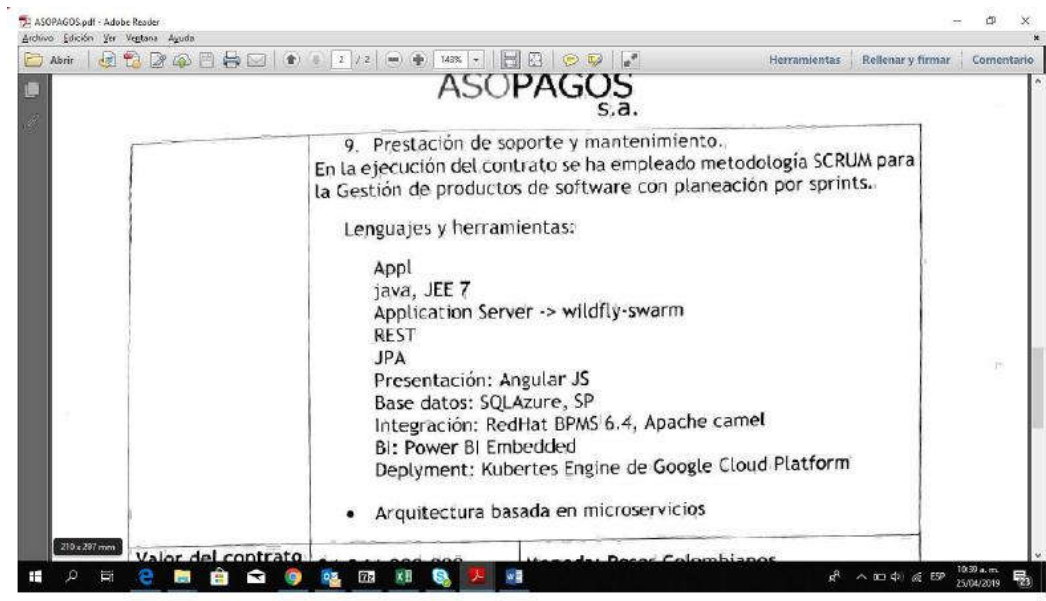 ASOPAGOS.pdf - Adobe Reader
Archivo Edición Ver Ventana Ayuda
Abrir 2 / 2 143% Herramientas Rellenar y firmar Comentario
ASOPAGOS
s.a.
9. Prestación de soporte y mantenimiento.
En la ejecución del contrato se ha empleado metodología SCRUM para
la Gestión de productos de software con planeación por sprints.
Lenguajes y herramientas:
Appl
java, JEE 7
Application Server -> wildfly-swarm
REST
JPA
Presentación: Angular JS
Base datos: SQLAzure, SP
Integración: RedHat BPMS 6.4, Apache camel
BI: Power BI Embedded
Deplyment: Kubertes Engine de Google Cloud Platform
• Arquitectura basada en microservicios
210 x 297 mm
Valor del contrato Moneda: Pesos Colombianos
ESP 10:39 a. m.
25/04/2019